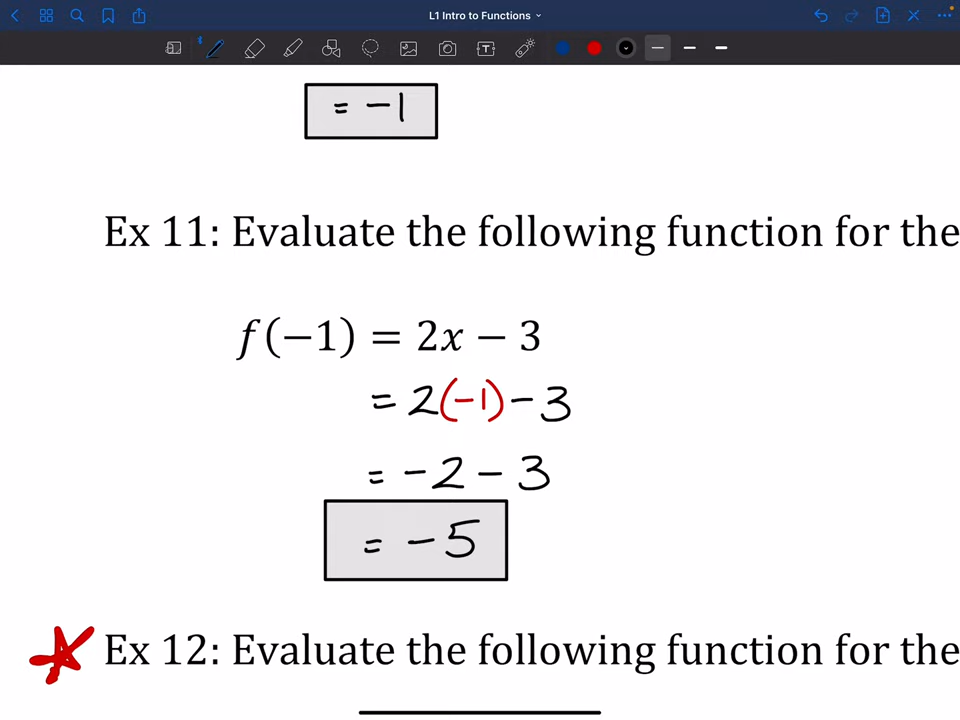 L1 Intro to Functions
= -1
Ex 11: Evaluate the following function for the
f(−1) = 2x − 3
= 2(-1) - 3
= -2 - 3
= -5
Ex 12: Evaluate the following function for the